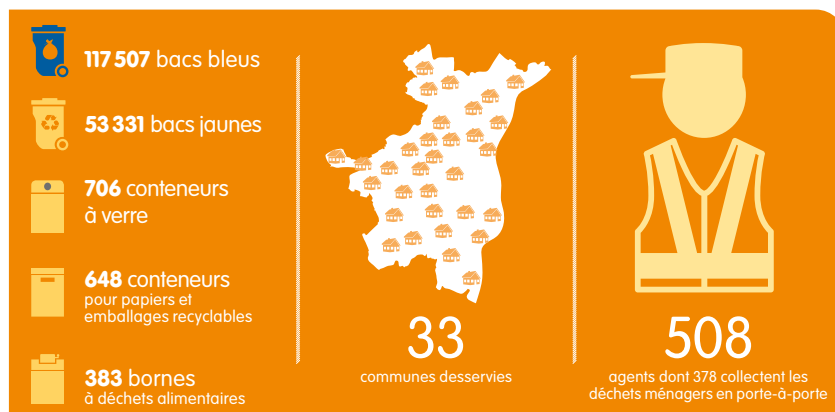 117 507 bacs bleus
53 331 bacs jaunes
706 conteneurs
à verre
648 conteneurs
pour papiers et
emballages recyclables
383 bornes
à déchets alimentaires
33
communes desservies
508
agents dont 378 collectent les
déchets ménagers en porte-à-porte